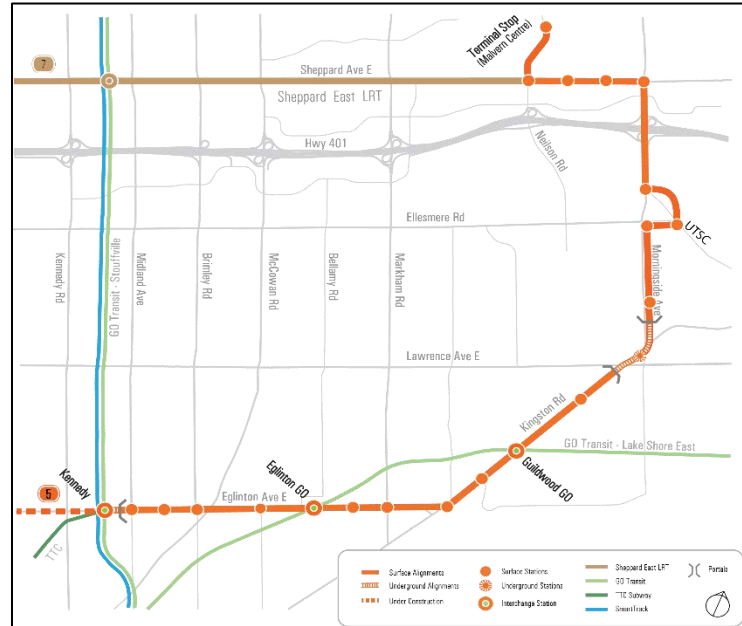 Terminal Stop
(Malvern Centre)
7
Sheppard Ave E
Sheppard East LRT
Hwy 401
Neilson Rd
Ellesmere Rd
UTSC
Kennedy Rd
GO Transit - Stouffville
Midland Ave
Brimley Rd
McCowan Rd
Bellamy Rd
Markham Rd
Morningside Ave
Lawrence Ave E
Kingston Rd
GO Transit - Lake Shore East
Kennedy
Eglinton GO
Guildwood GO
5
Eglinton Ave E
TTC
Surface Alignments
Underground Alignments
Under Construction
Surface Stations
Underground Stations
Interchange Station
Sheppard East LRT
GO Transit
TTC Subway
SmartTrack
Portals